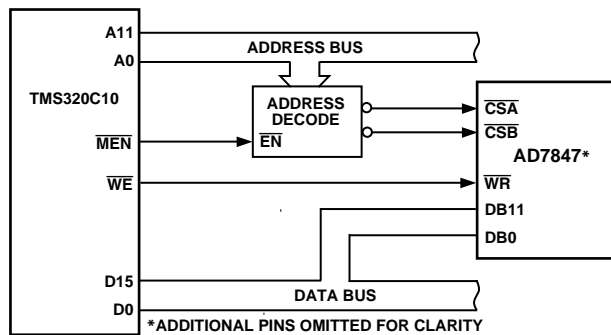 A11
ADDRESS BUS
A0
TMS320C10
ADDRESS
DECODE
CSA
CSB
MEN
EN
AD7847*
WE
WR
DB11
DB0
D15
DATA BUS
D0
*ADDITIONAL PINS OMITTED FOR CLARITY